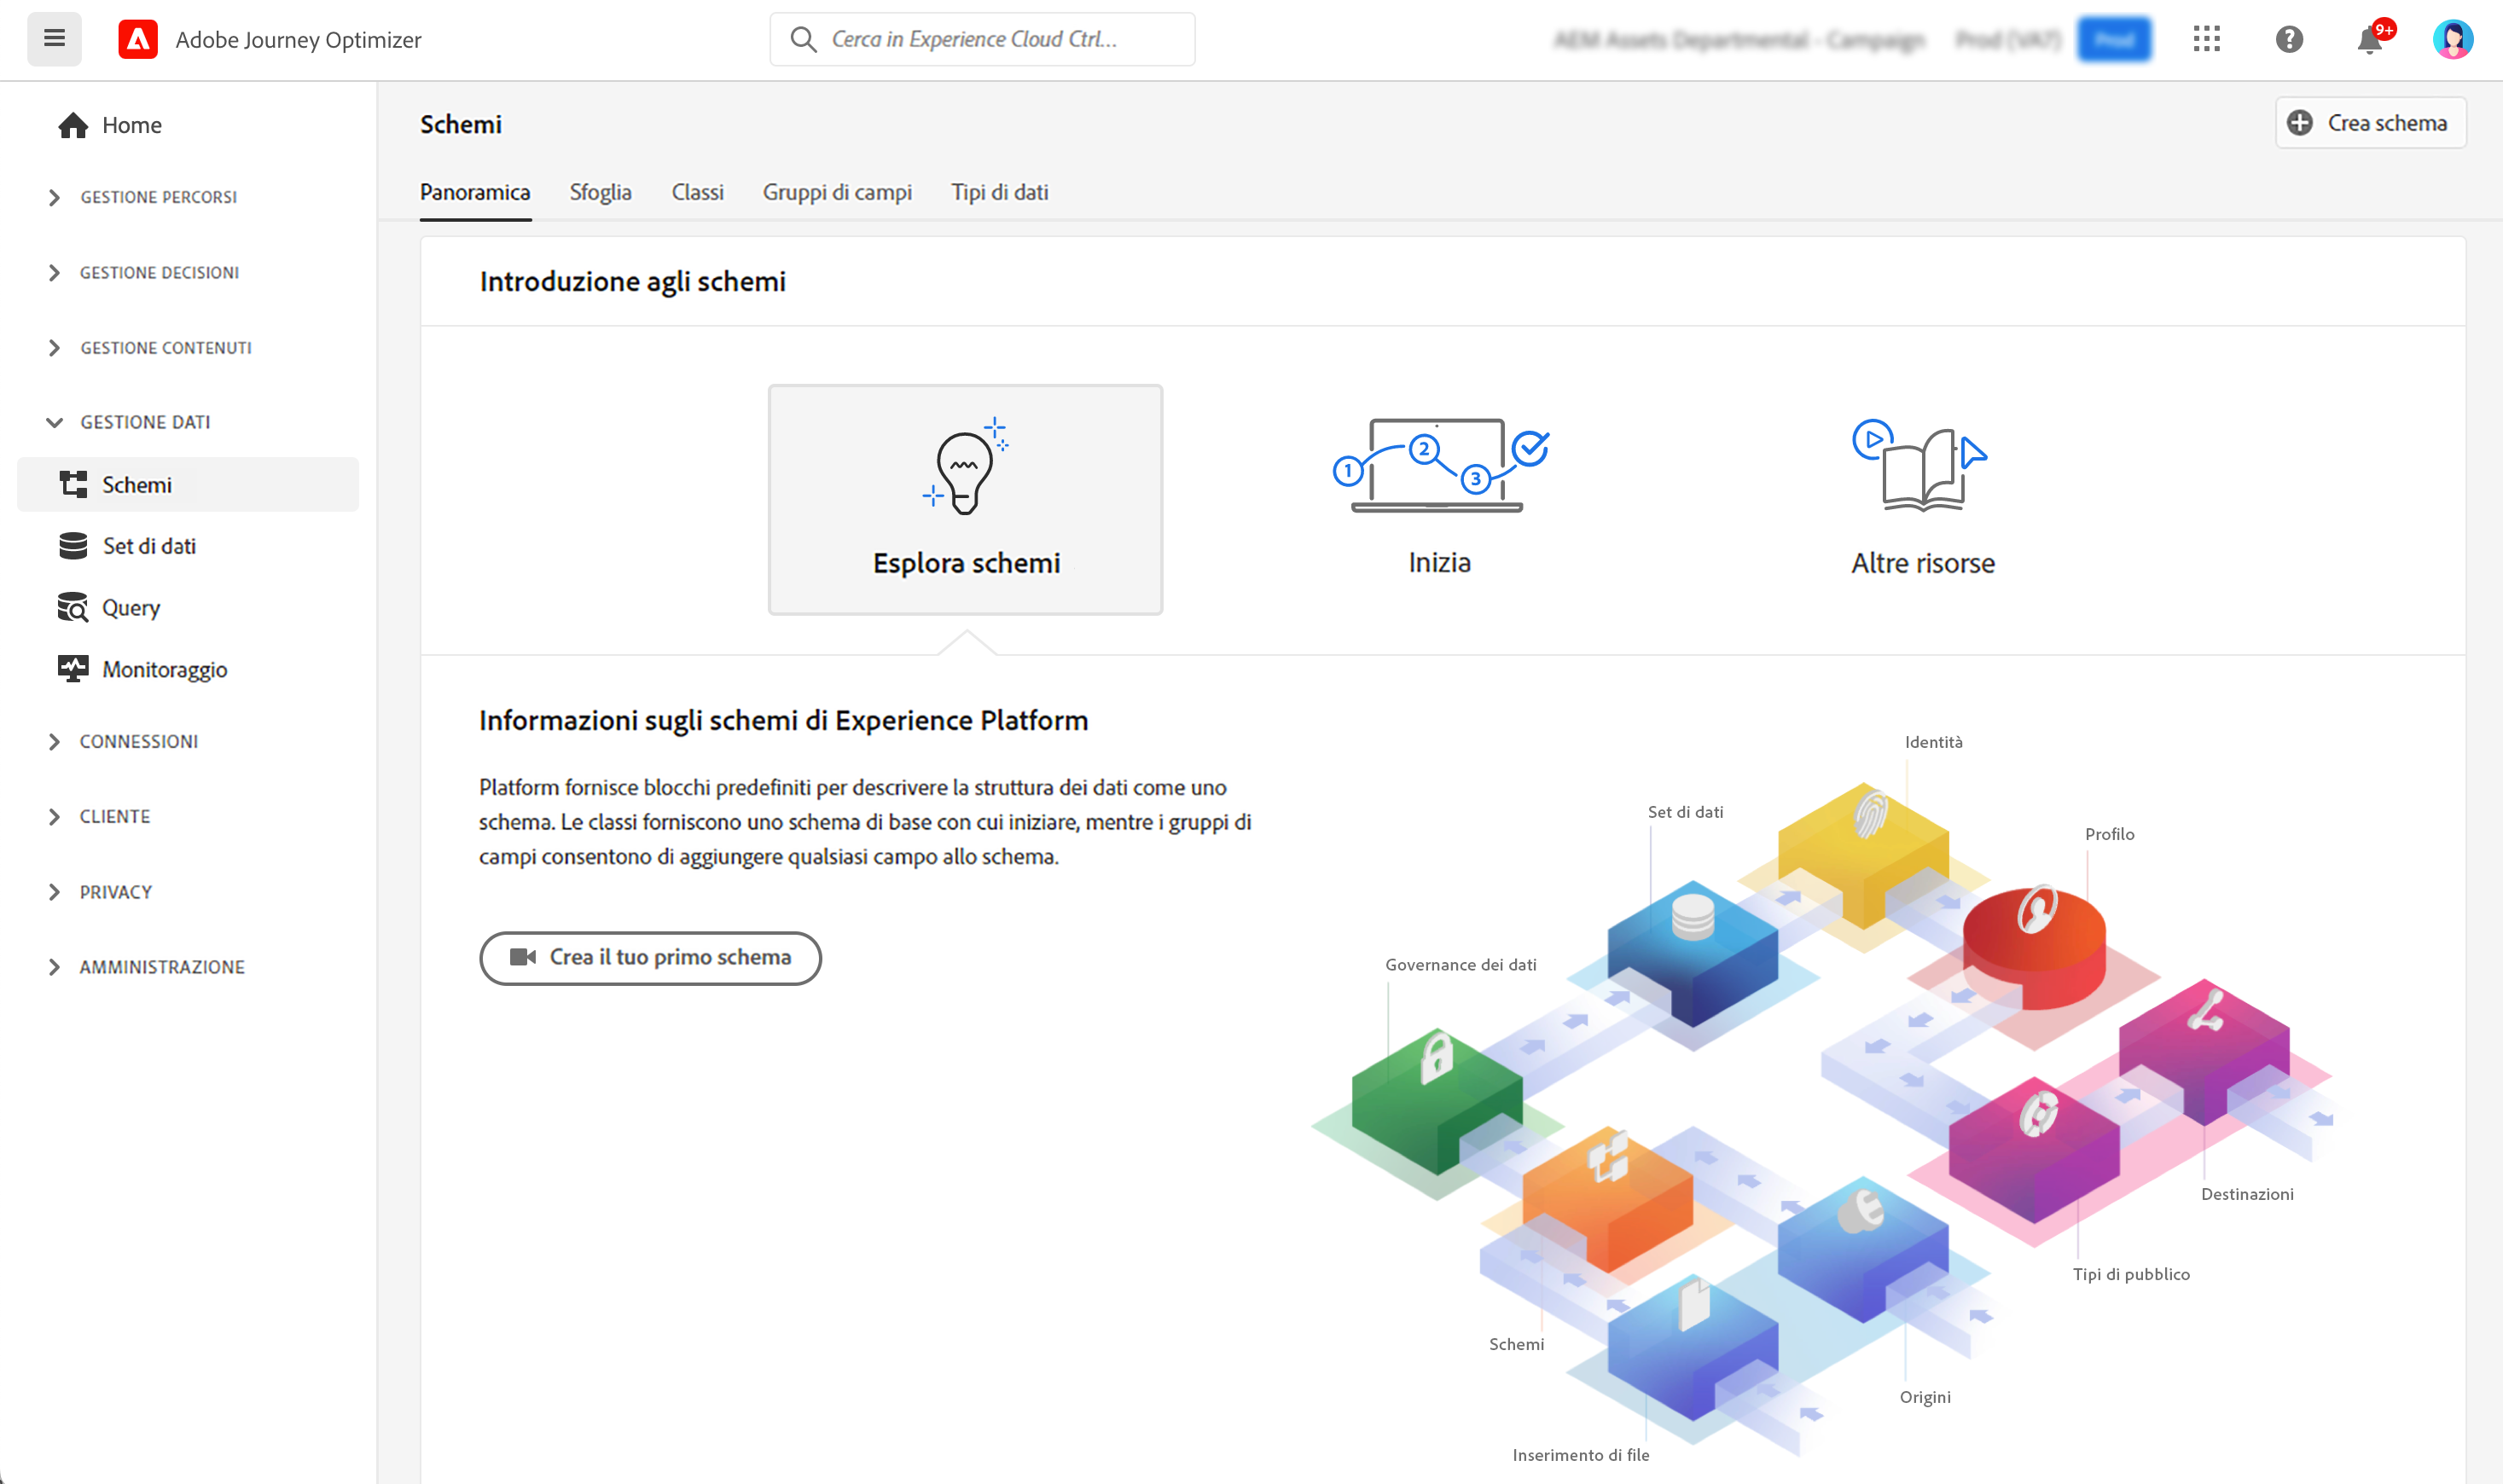 Adobe Journey Optimizer
Cerca in Experience Cloud Ctrl...
9+
Home
GESTIONE PERCORSI
GESTIONE DECISIONI
GESTIONE CONTENUTI
GESTIONE DATI
Schemi
Set di dati
Query
Monitoraggio
CONNESSIONI
CLIENTE
PRIVACY
AMMINISTRAZIONE
Schemi
Crea schema
Panoramica Sfoglia Classi Gruppi di campi Tipi di dati
Introduzione agli schemi
1 2 3
Esplora schemi
Inizia
Altre risorse
Informazioni sugli schemi di Experience Platform
Platform fornisce blocchi predefiniti per descrivere la struttura dei dati come uno
schema. Le classi forniscono uno schema di base con cui iniziare, mentre i gruppi di
campi consentono di aggiungere qualsiasi campo allo schema.
Crea il tuo primo schema
Identità
Set di dati
Profilo
Governance dei dati
Destinazioni
Tipi di pubblico
Schemi
Origini
Inserimento di file